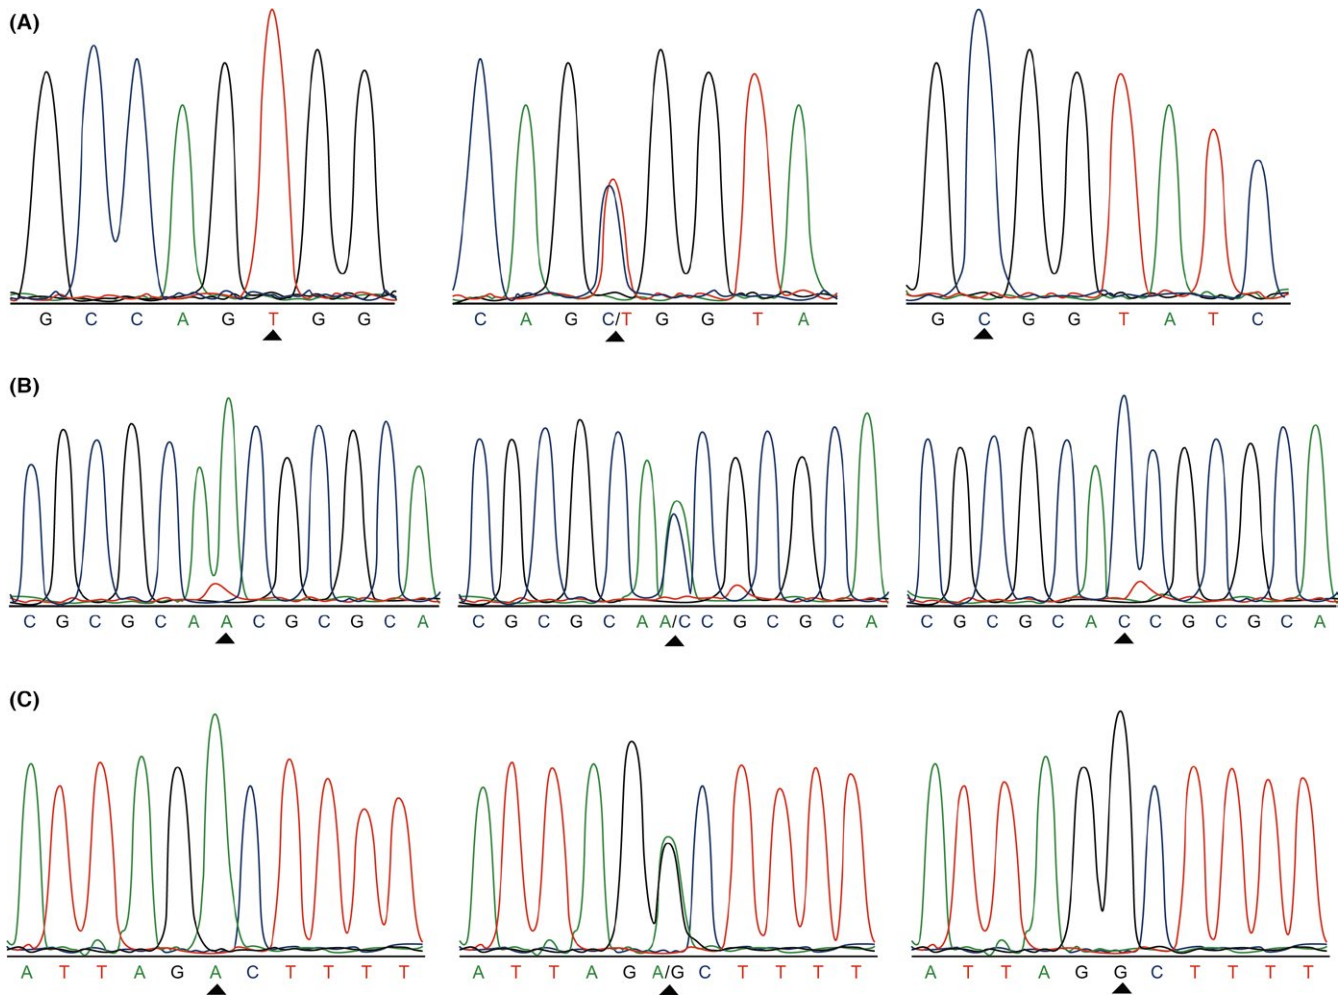 (A)
G C C A G T G G
C A G C/T G G T A
G C G G T A T C
(B)
C G C G C A A C G C G C A
C G C G C A A/C C G C G C A
C G C G C A C C G C G C A
(C)
A T T A G A C T T T T
A T T A G A/G C T T T T
A T T A G G C T T T T